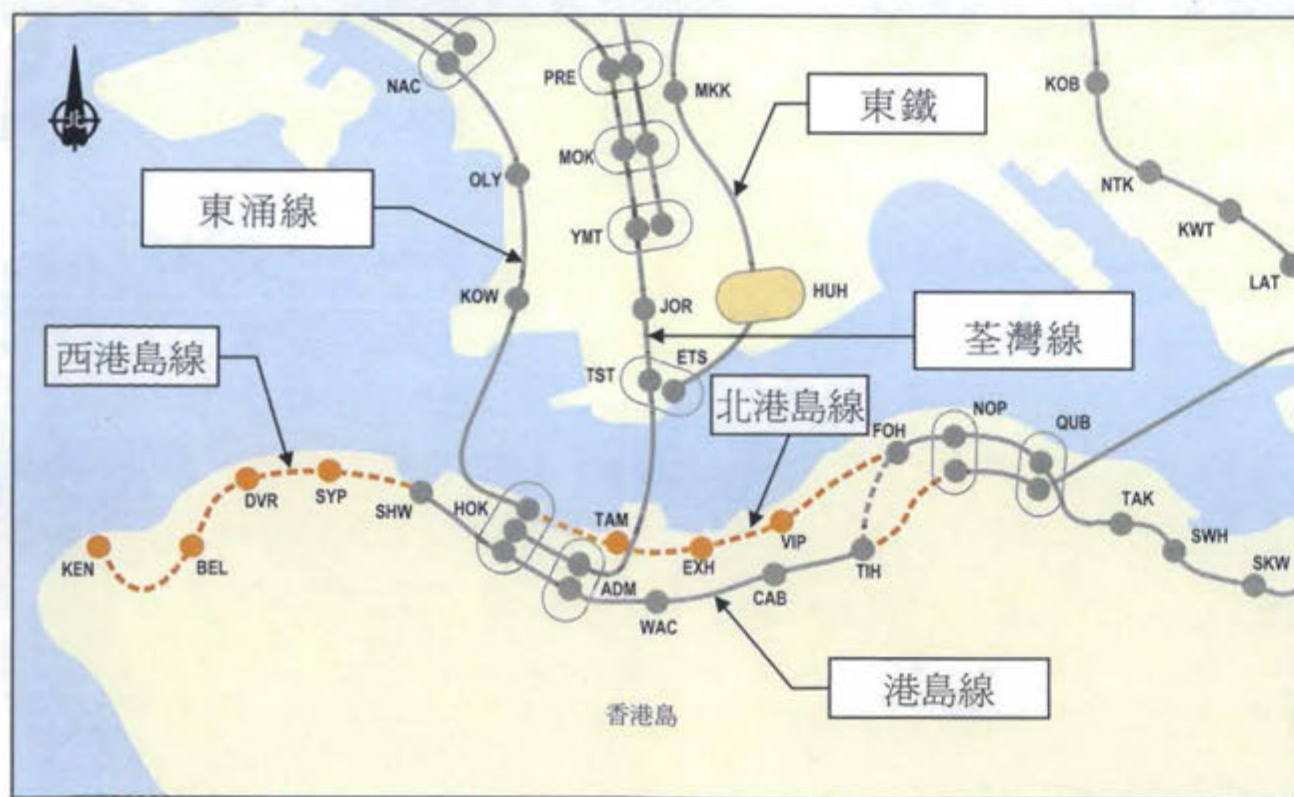 北
NAC
PRE
MKK
東鐵
KOB
MOK
OLY
東涌線
NTK
YMT
KWT
KOW
HUH
LAT
JOR
西港島線
荃灣線
TST
ETS
北港島線
NOP
FOH
QUB
DVR
SYP
SHW
HOK
TAM
TAK
VIP
SWH
KEN
BEL
EXH
TIH
SKW
ADM
CAB
WAC
港島線
香港島